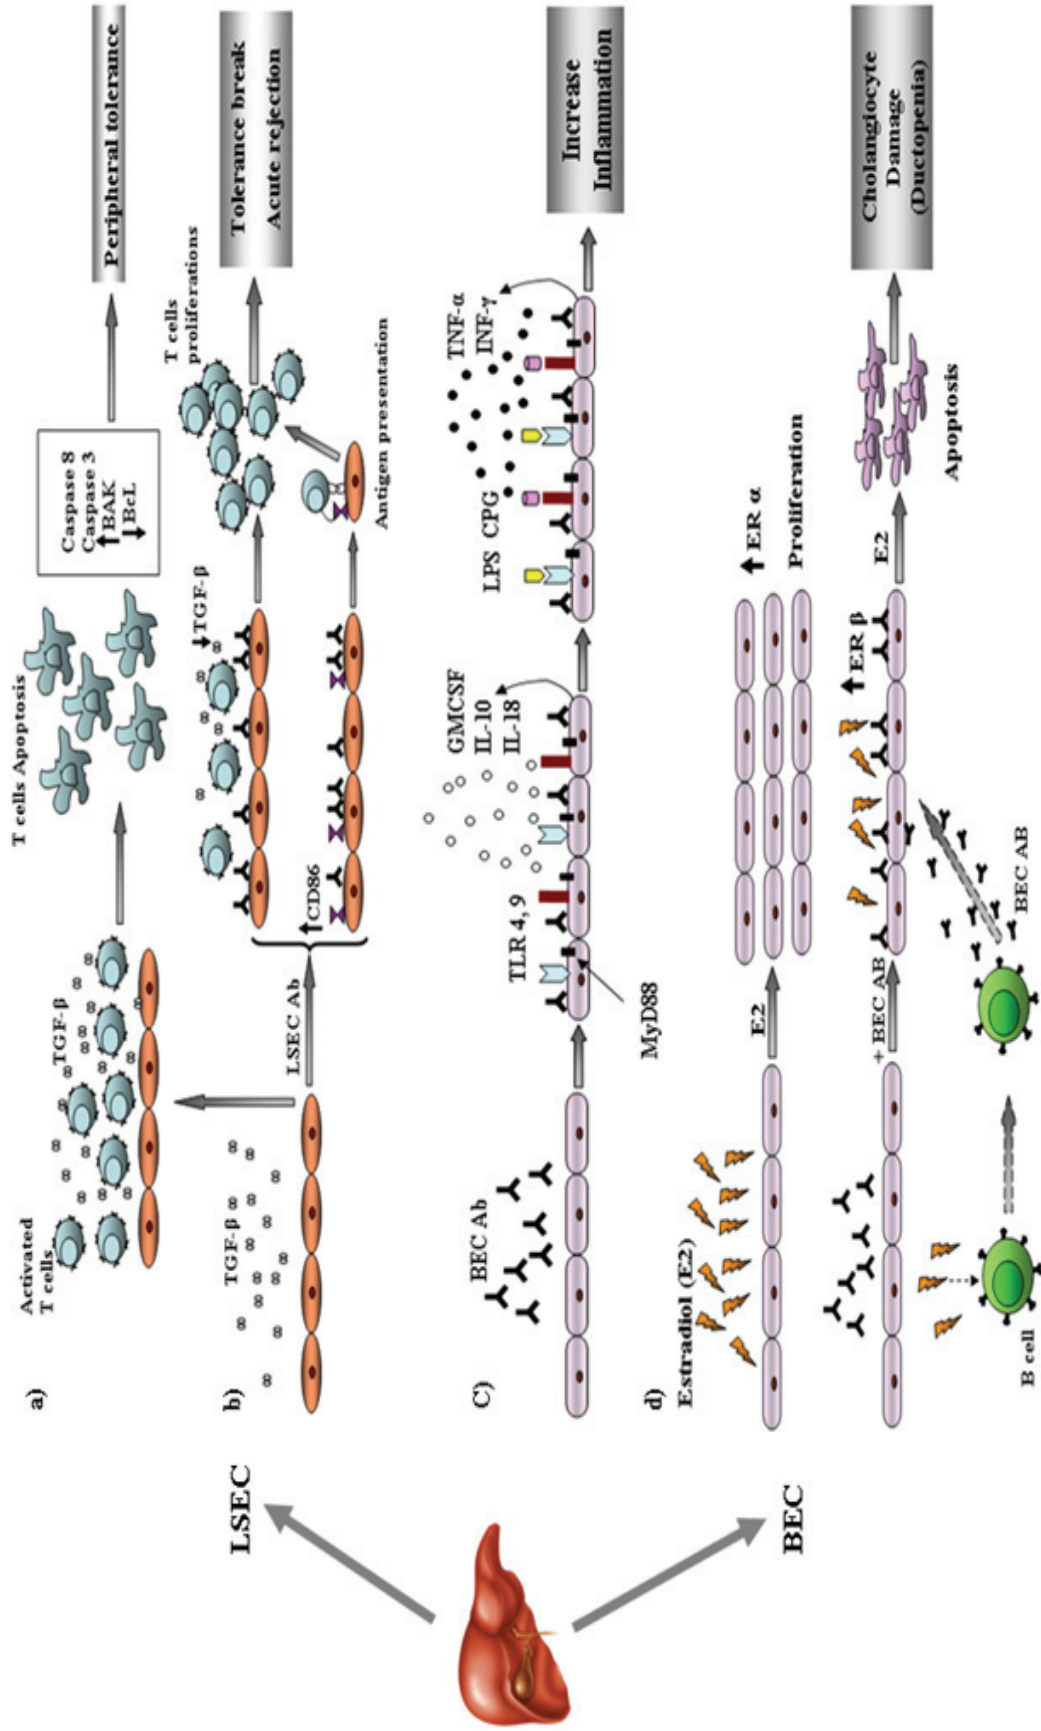 LSEC
BEC
a)
Activated
T cells
TGF-β
T cells Apoptosis
Caspase 8
Caspase 3
BAK
BcL
Peripheral tolerance
b)
TGF-β
LSEC Ab
CD86
TGF-β
T cells
proliferations
Antigen presentation
Tolerance break
Acute rejection
C)
BEC Ab
TLR 4, 9
MyD88
GMCSF
IL-10
IL-18
LPS CPG
TNF-α
INF-γ
Increase
Inflammation
d)
Estradiol (E2)
E2
ER α
Proliferation
+ BEC AB
ER β
E2
Apoptosis
B cell
BEC AB
Cholangiocyte
Damage
(Ductopenia)